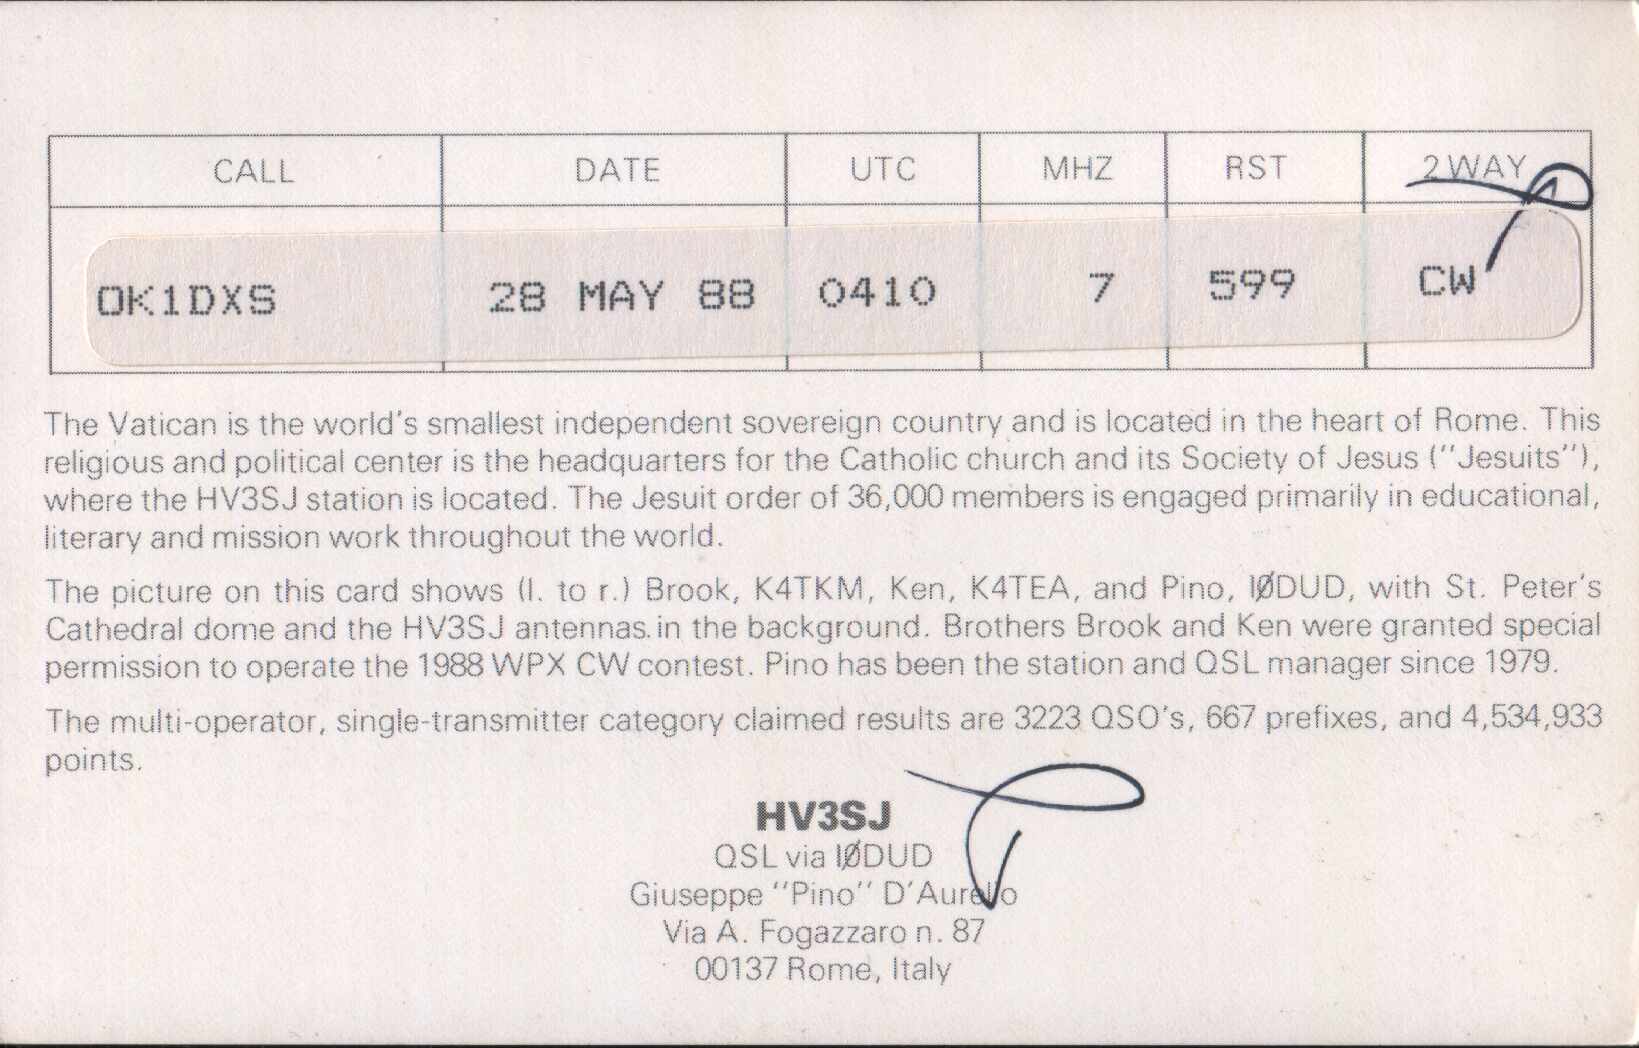 CALL DATE UTC MHZ RST 2WAY
OK1DXS 28 MAY 88 0410 7 599 CW
The Vatican is the world's smallest independent sovereign country and is located in the heart of Rome. This
religious and political center is the headquarters for the Catholic church and its Society of Jesus (''Jesuits''),
where the HV3SJ station is located. The Jesuit order of 36,000 members is engaged primarily in educational,
literary and mission work throughout the world.
The picture on this card shows (l. to r.) Brook, K4TKM, Ken, K4TEA, and Pino, IØDUD, with St. Peter's
Cathedral dome and the HV3SJ antennas. in the background. Brothers Brook and Ken were granted special
permission to operate the 1988 WPX CW contest. Pino has been the station and QSL manager since 1979.
The multi-operator, single-transmitter category claimed results are 3223 QSO's, 667 prefixes, and 4,534,933
points.
HV3SJ
QSL via IØDUD
Giuseppe ''Pino'' D'Aurelio
Via A. Fogazzaro n. 87
00137 Rome, Italy